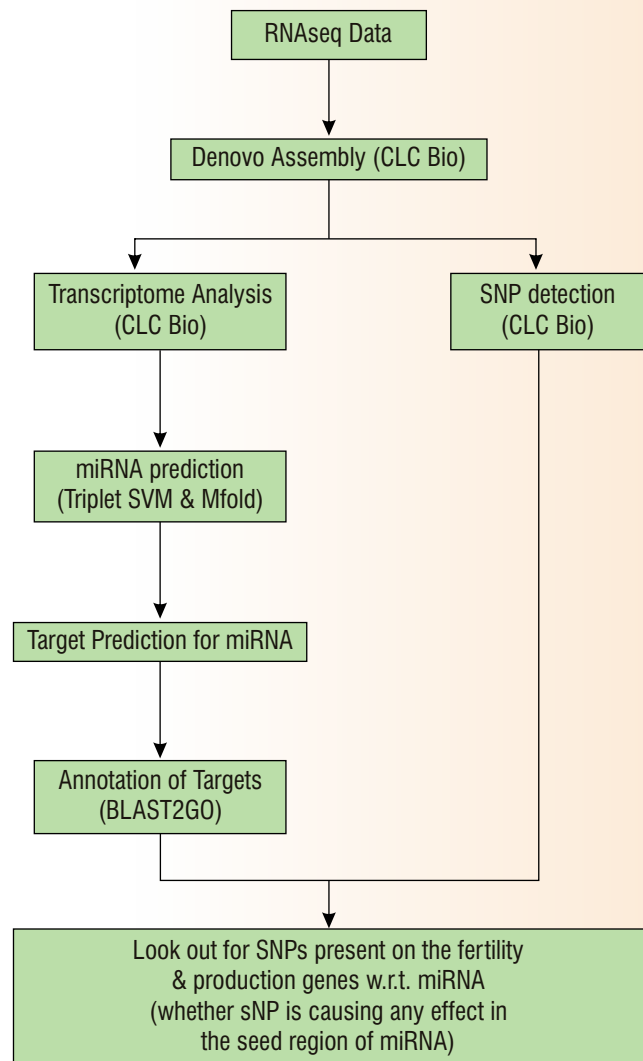 RNAseq Data
Denovo Assembly (CLC Bio)
Transcriptome Analysis
(CLC Bio)
SNP detection
(CLC Bio)
miRNA prediction
(Triplet SVM & Mfold)
Target Prediction for miRNA
Annotation of Targets
(BLAST2GO)
Look out for SNPs present on the fertility
& production genes w.r.t. miRNA
(whether sNP is causing any effect in
the seed region of miRNA)